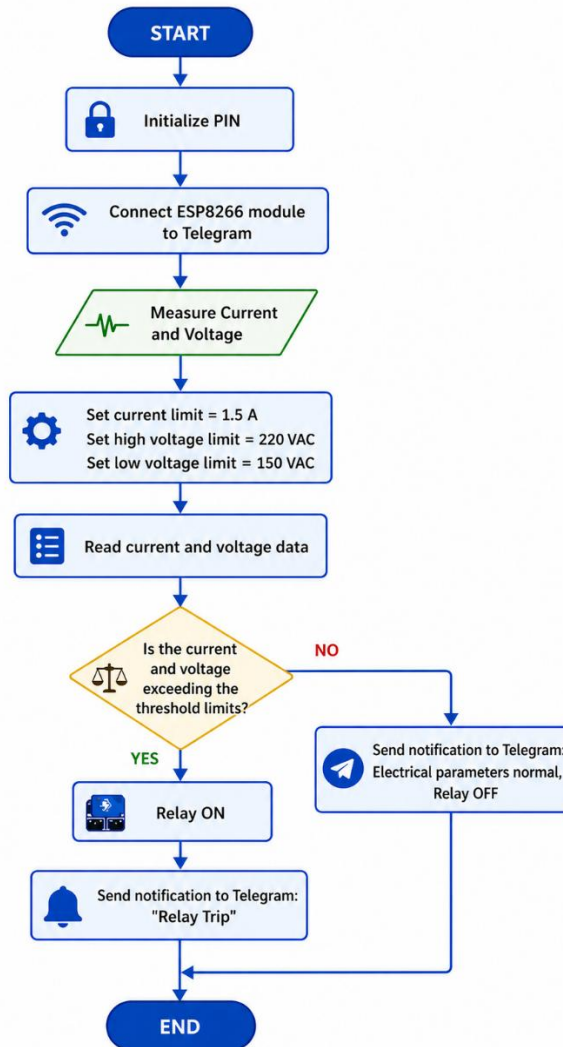 START
Initialize PIN
Connect ESP8266 module
to Telegram
Measure Current
and Voltage
Set current limit = 1.5 A
Set high voltage limit = 220 VAC
Set low voltage limit = 150 VAC
Read current and voltage data
Is the current
and voltage
exceeding the
threshold limits?
NO
YES
Send notification to Telegram:
Electrical parameters normal,
Relay OFF
Relay ON
Send notification to Telegram:
"Relay Trip"
END